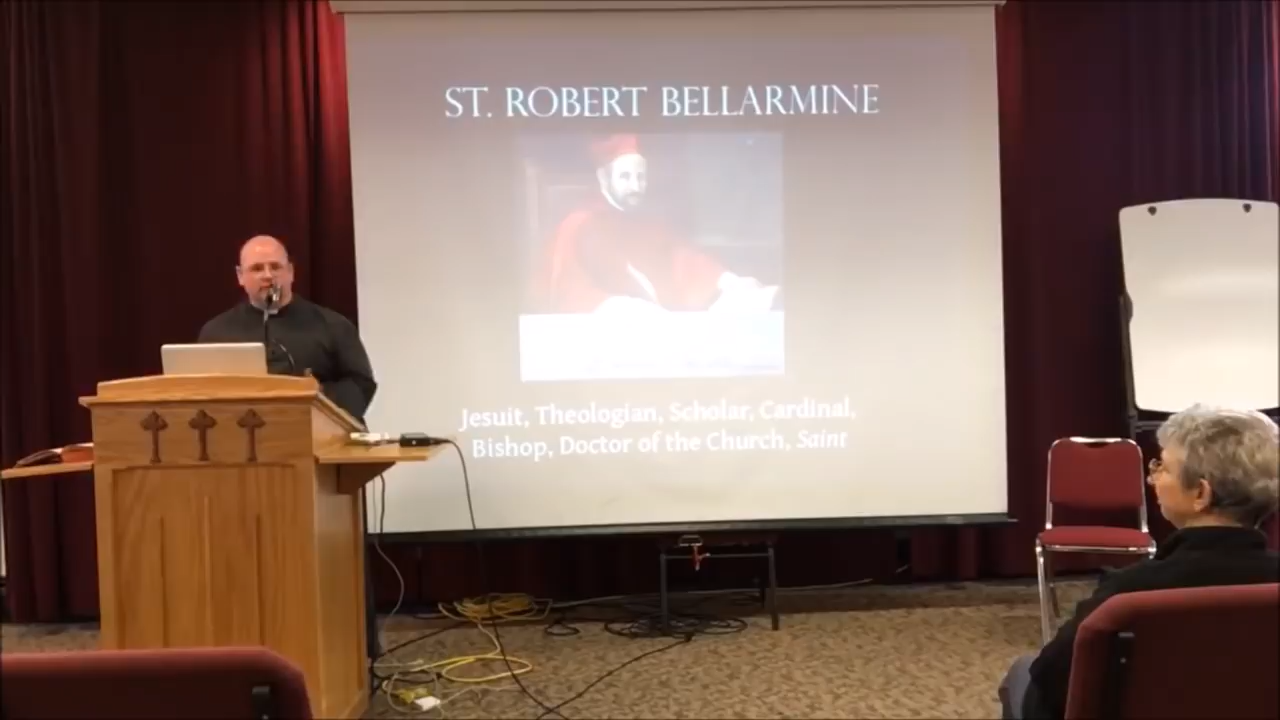 ST. ROBERT BELLARMINE
Jesuit, Theologian, Scholar, Cardinal,
Bishop, Doctor of the Church, Saint